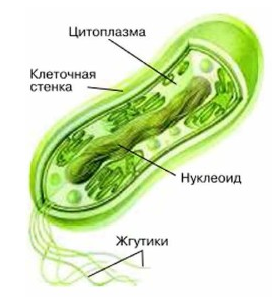 Цитоплазма
Клеточная
стенка
Нуклеоид
Жгутики